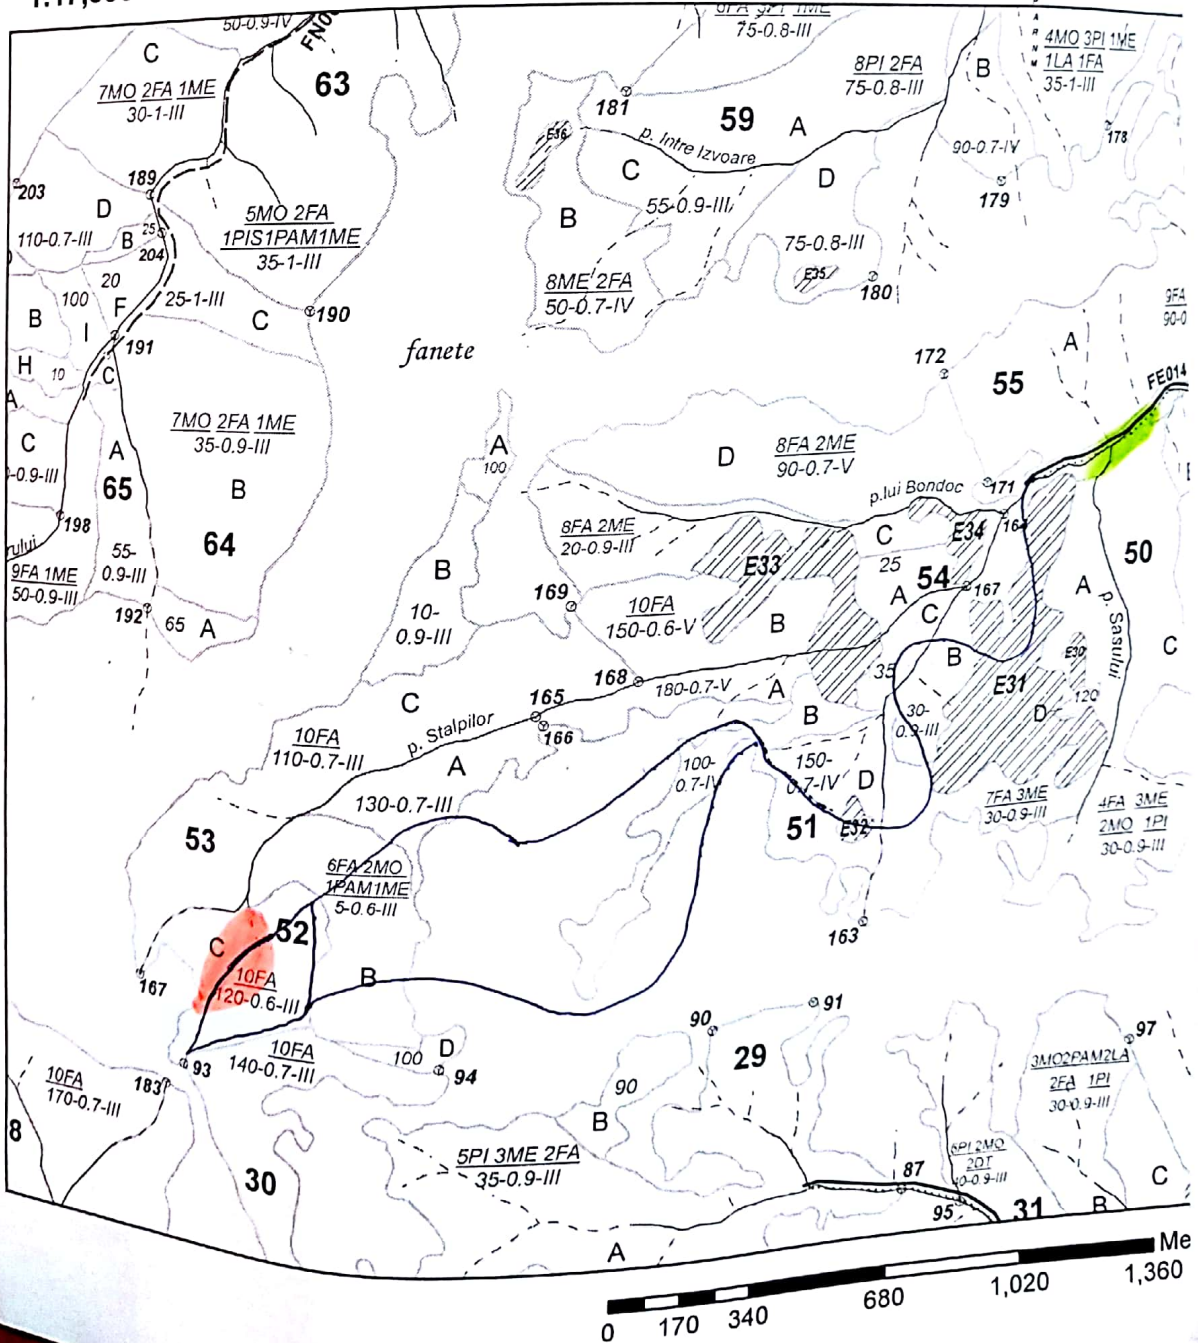 50-0.9-IV
C
7MO 2FA 1ME
30-1-III
63
203
189
D
110-0.7-III
B
25
204
5MO 2FA
1PIS1PAM1ME
35-1-III
20
100
F
25-1-III
B
I
191
C
190
H
10
C
A
C
7MO 2FA 1ME
35-0.9-III
A
65
B
198
64
55-
0.9-III
9FA 1ME
50-0.9-III
192
65
A
fanete
75-0.8-III
181
59
A
8PI 2FA
75-0.8-III
B
4MO 3PI 1ME
1LA 1FA
35-1-III
178
E36
p. Intre Izvoare
C
D
90-0.7-IV
179
B
55-0.9-III
75-0.8-III
8ME 2FA
50-0.7-IV
E35
180
172
55
A
FE014
A
100
D
8FA 2ME
90-0.7-V
171
p.lui Bondoc
164
8FA 2ME
20-0.9-III
E33
C
25
E34
50
B
10-
0.9-III
169
10FA
150-0.6-V
B
54
167
A
C
A
p. Sasului
C
B
E30
168
180-0.7-V
A
35
E31
120
D
C
165
166
p. Stalpilor
B
30-
0.9-III
10FA
110-0.7-III
A
100-
0.7-IV
150-
0.7-IV
D
130-0.7-III
7FA 3ME
30-0.9-III
4FA 3ME
2MO 1PI
30-0.9-III
53
51
E32
6FA 2MO
1PAM1ME
5-0.6-III
52
C
163
167
10FA
120-0.6-III
B
10FA
140-0.7-III
100
D
94
93
183
10FA
170-0.7-III
8
30
90
91
29
97
3MO2PAM2LA
2FA 1PI
30-0.9-III
90
B
5PI 3ME 2FA
35-0.9-III
87
95
31
B
C
A
Me
0 170 340 680 1,020 1,360